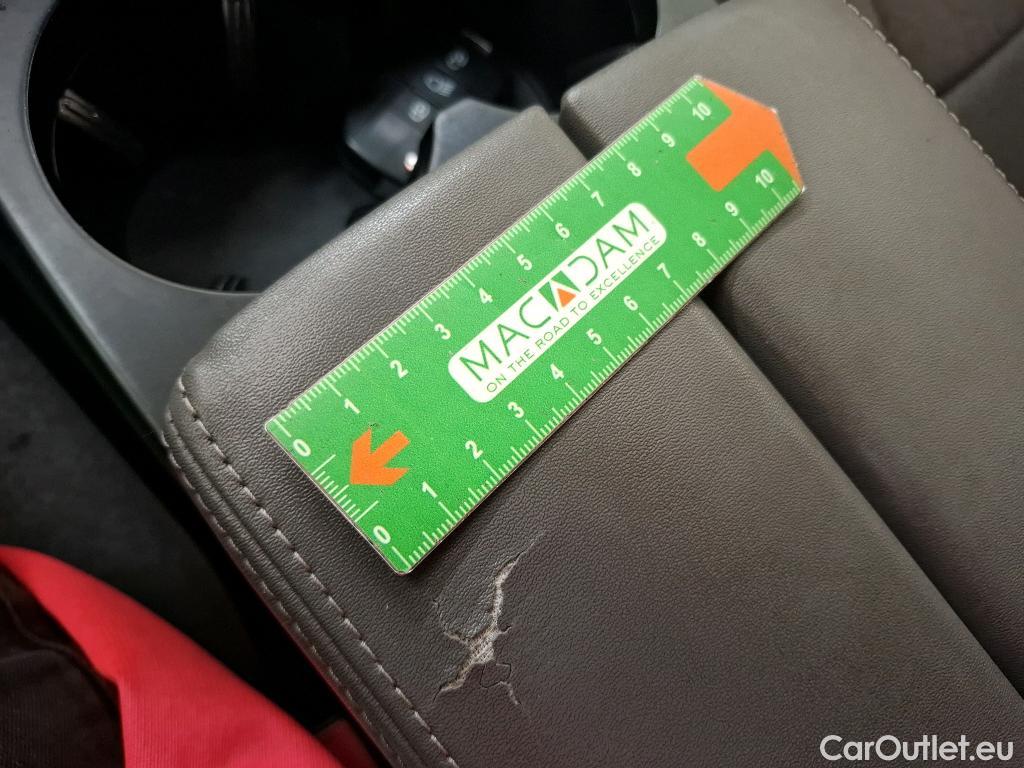 0 1 2 3 4 5 6 7 8 9 10
MACADAM
ON THE ROAD TO EXCELLENCE
0 1 2 3 4 5 6 7 8 9 10
CarOutlet.eu